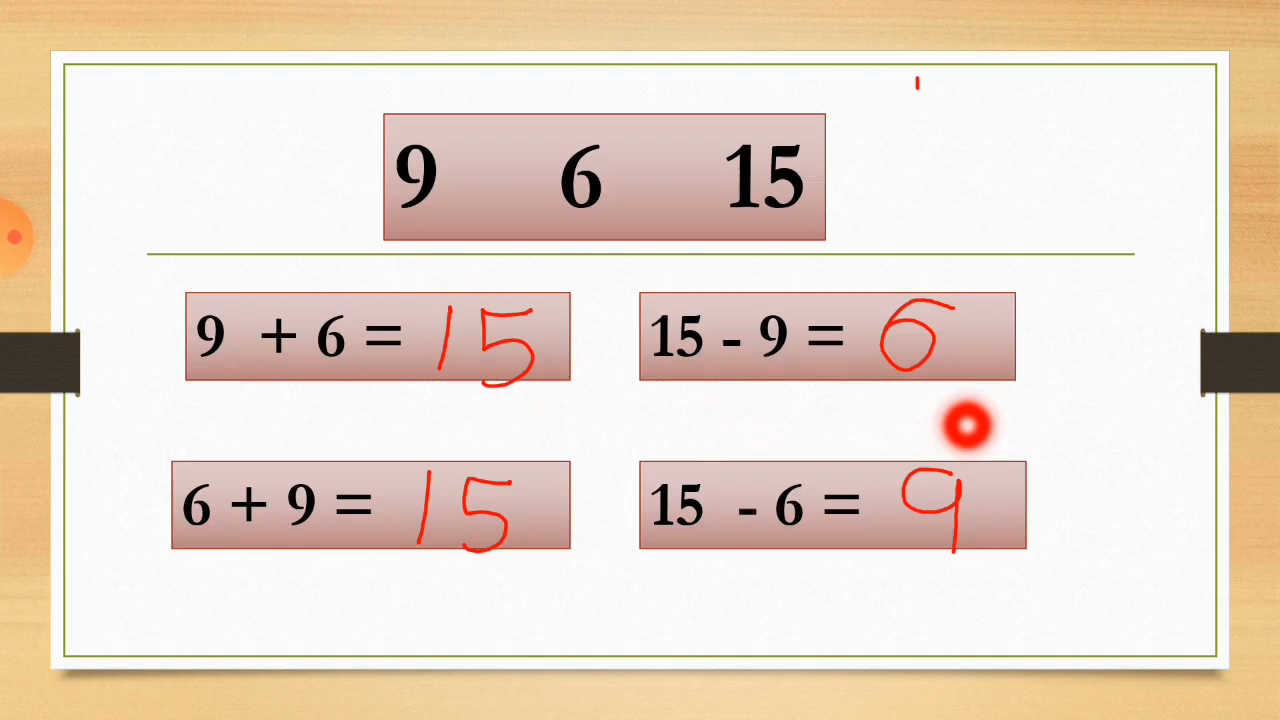 9 6 15
9 + 6 = 15
15 - 9 = 6
6 + 9 = 15
15 - 6 = 9